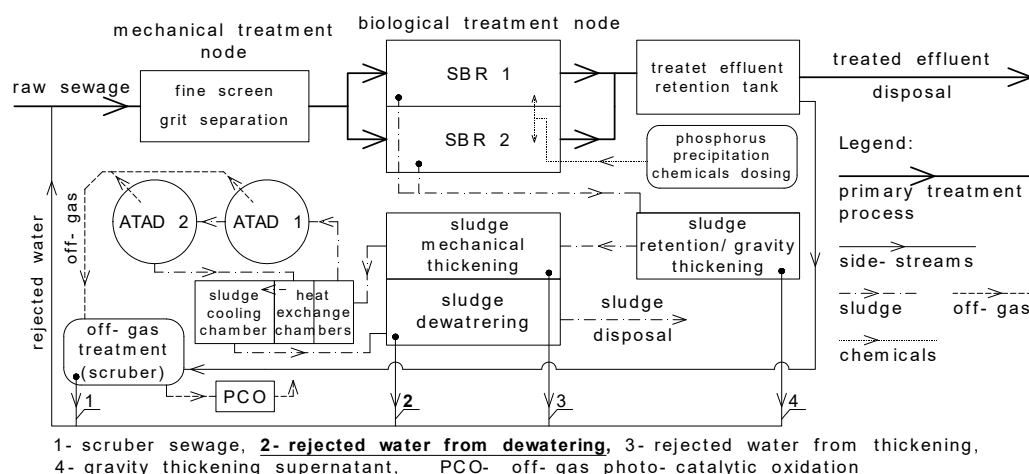 mechanical treatment
node
biological treatment node
raw sewage
fine screen
grit separation
SBR 1
SBR 2
treatet effluent
retention tank
treated effluent
disposal
phosphorus
precipitation
chemicals dosing
Legend:
primary treatment
process
side- streams
sludge
off- gas
chemicals
rejected water
off- gas
ATAD 2
ATAD 1
sludge
mechanical
thickening
sludge
retention/ gravity
thickening
sludge
cooling
chamber
heat
exchange
chambers
sludge
dewatrering
sludge
disposal
off- gas
treatment
(scruber)
PCO
1
2
3
4
1- scruber sewage, 2- rejected water from dewatering, 3- rejected water from thickening,
4- gravity thickening supernatant, PCO- off- gas photo- catalytic oxidation